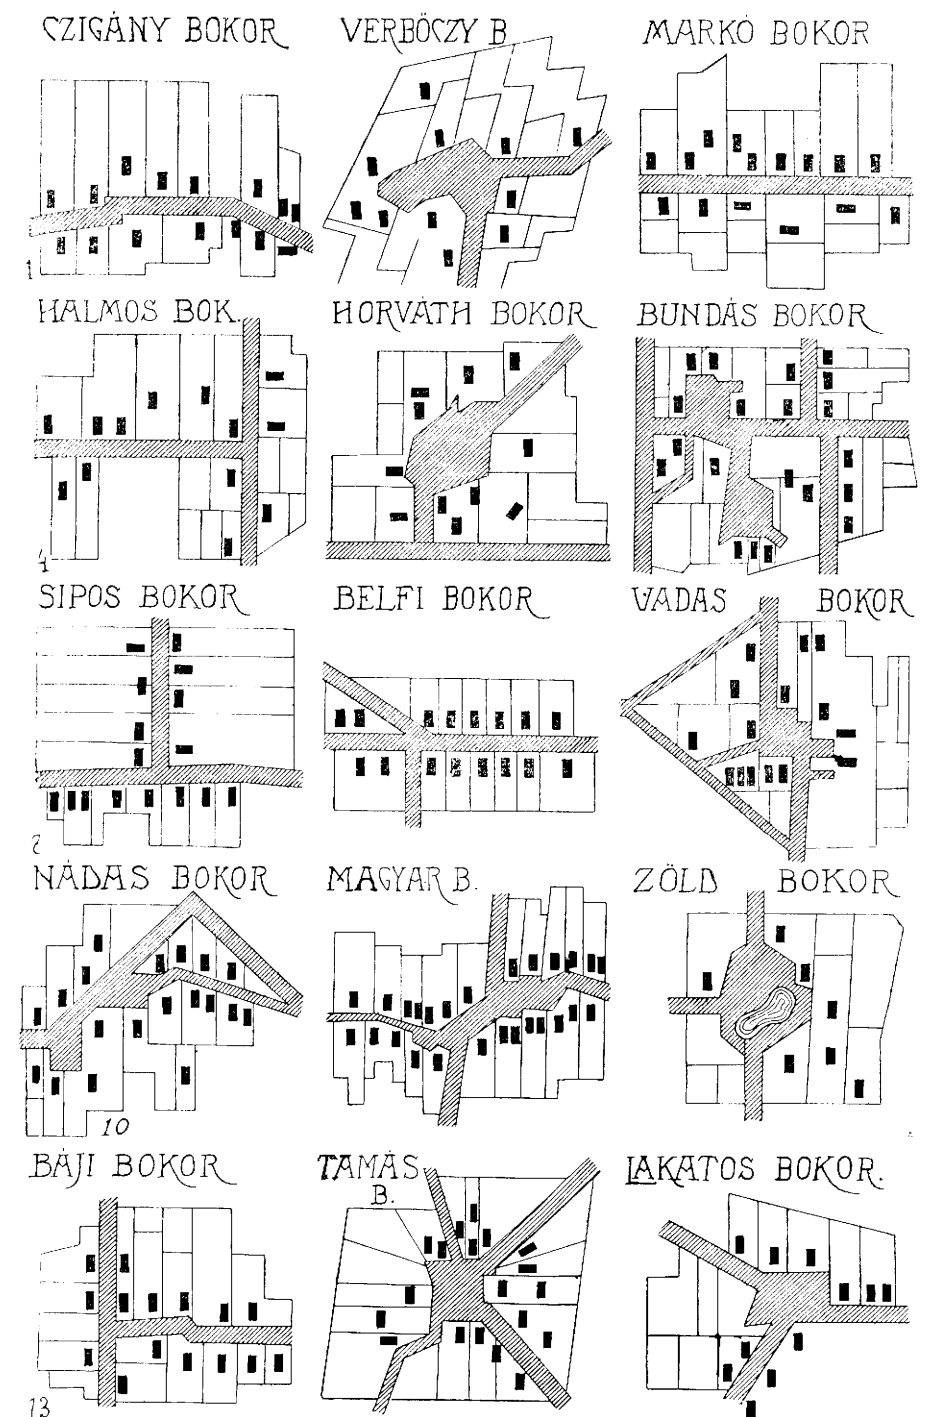 CZIGÁNY BOKOR
VERBŐCZY B
MARKÓ BOKOR
1
HALMOS BOK.
HORVÁTH BOKOR
BUNDÁS BOKOR
4
SIPOS BOKOR
BELFI BOKOR
VADAS BOKOR
NÁDAS BOKOR
MAGYAR B.
ZÖLD BOKOR
10
BÁJI BOKOR
TAMÁS
B.
LAKATOS BOKOR.
13